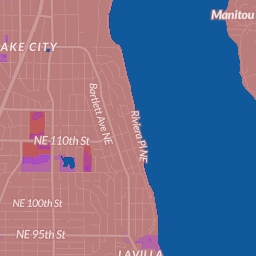 Manitou
AKE CITY
Bartlett Ave NE
Riviera Pl NE
NE 110th St
NE 100th St
NE 95th St
LAVILLA